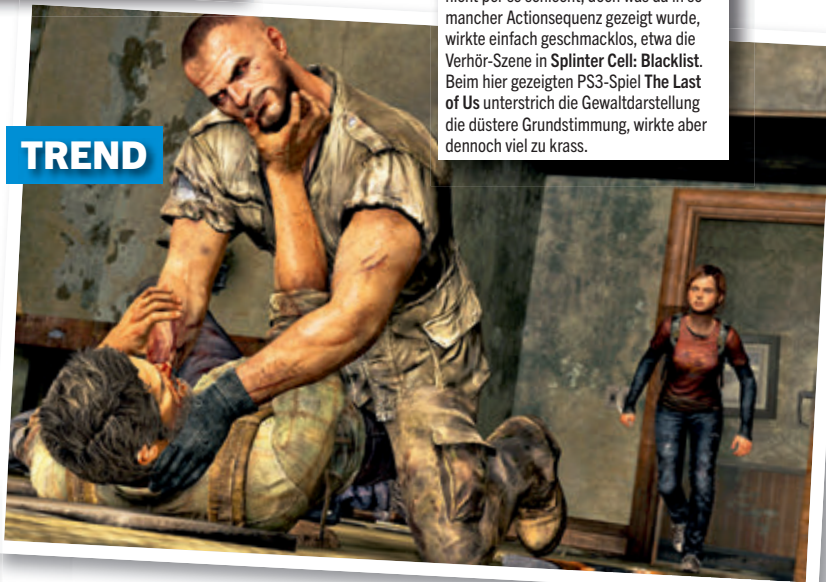 mancher Actionsequenz gezeigt wurde,
wirkte einfach geschmacklos, etwa die
Verhör-Szene in Splinter Cell: Blacklist.
Beim hier gezeigten PS3-Spiel The Last
of Us unterstrich die Gewaltdarstellung
die düstere Grundstimmung, wirkte aber
dennoch viel zu krass.
TREND